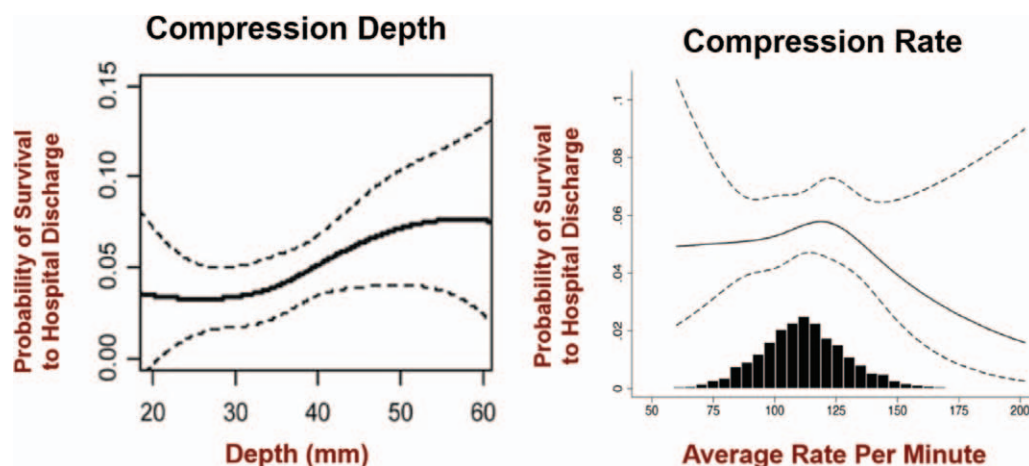 Compression Depth
Probability of Survival
to Hospital Discharge
0.15
0.10
0.05
0.00
20 30 40 50 60
Depth (mm)
Compression Rate
Probability of Survival
to Hospital Discharge
.1
.08
.06
.04
.02
0
50 75 100 125 150 175 200
Average Rate Per Minute